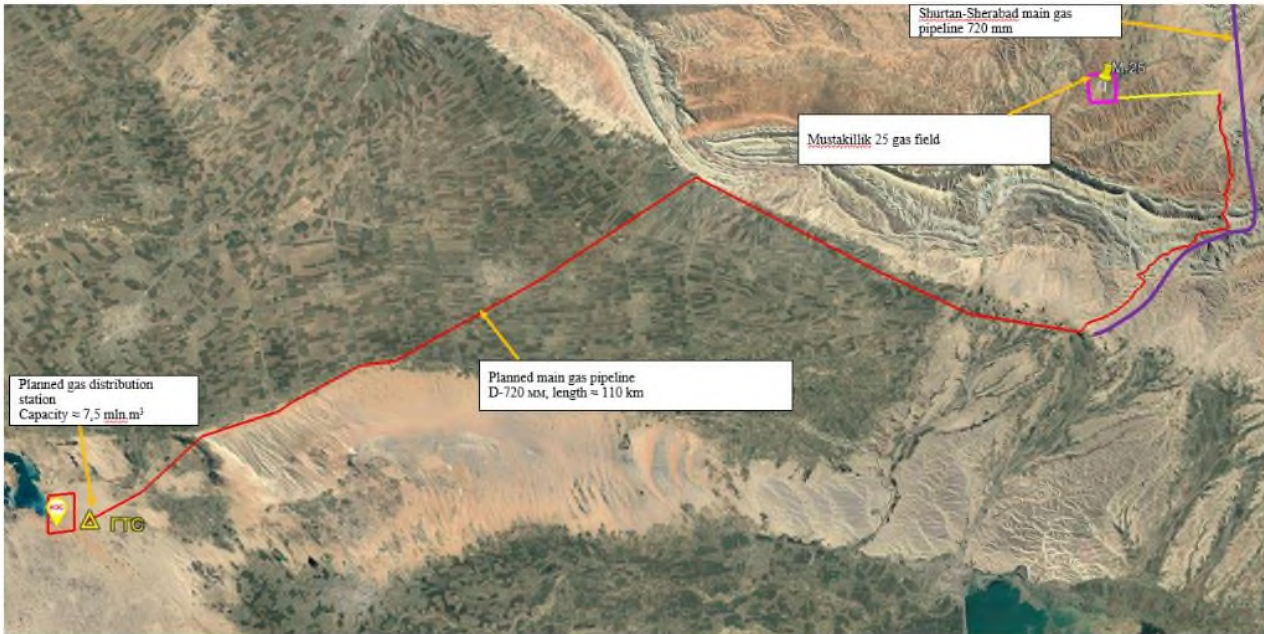 Shurtan-Sherabad main gas
pipeline 720 mm
M-25
Mustakillik 25 gas field
Planned main gas pipeline
D-720 мм, length ≈ 110 km
Planned gas distribution
station
Capacity ≈ 7,5 mln.m³
ГТС